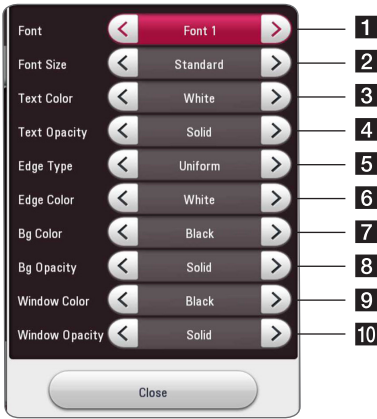 Font Font 1 1
Font Size Standard 2
Text Color White 3
Text Opacity Solid 4
Edge Type Uniform 5
Edge Color White 6
Bg Color Black 7
Bg Opacity Solid 8
Window Color Black 9
Window Opacity Solid 10
Close